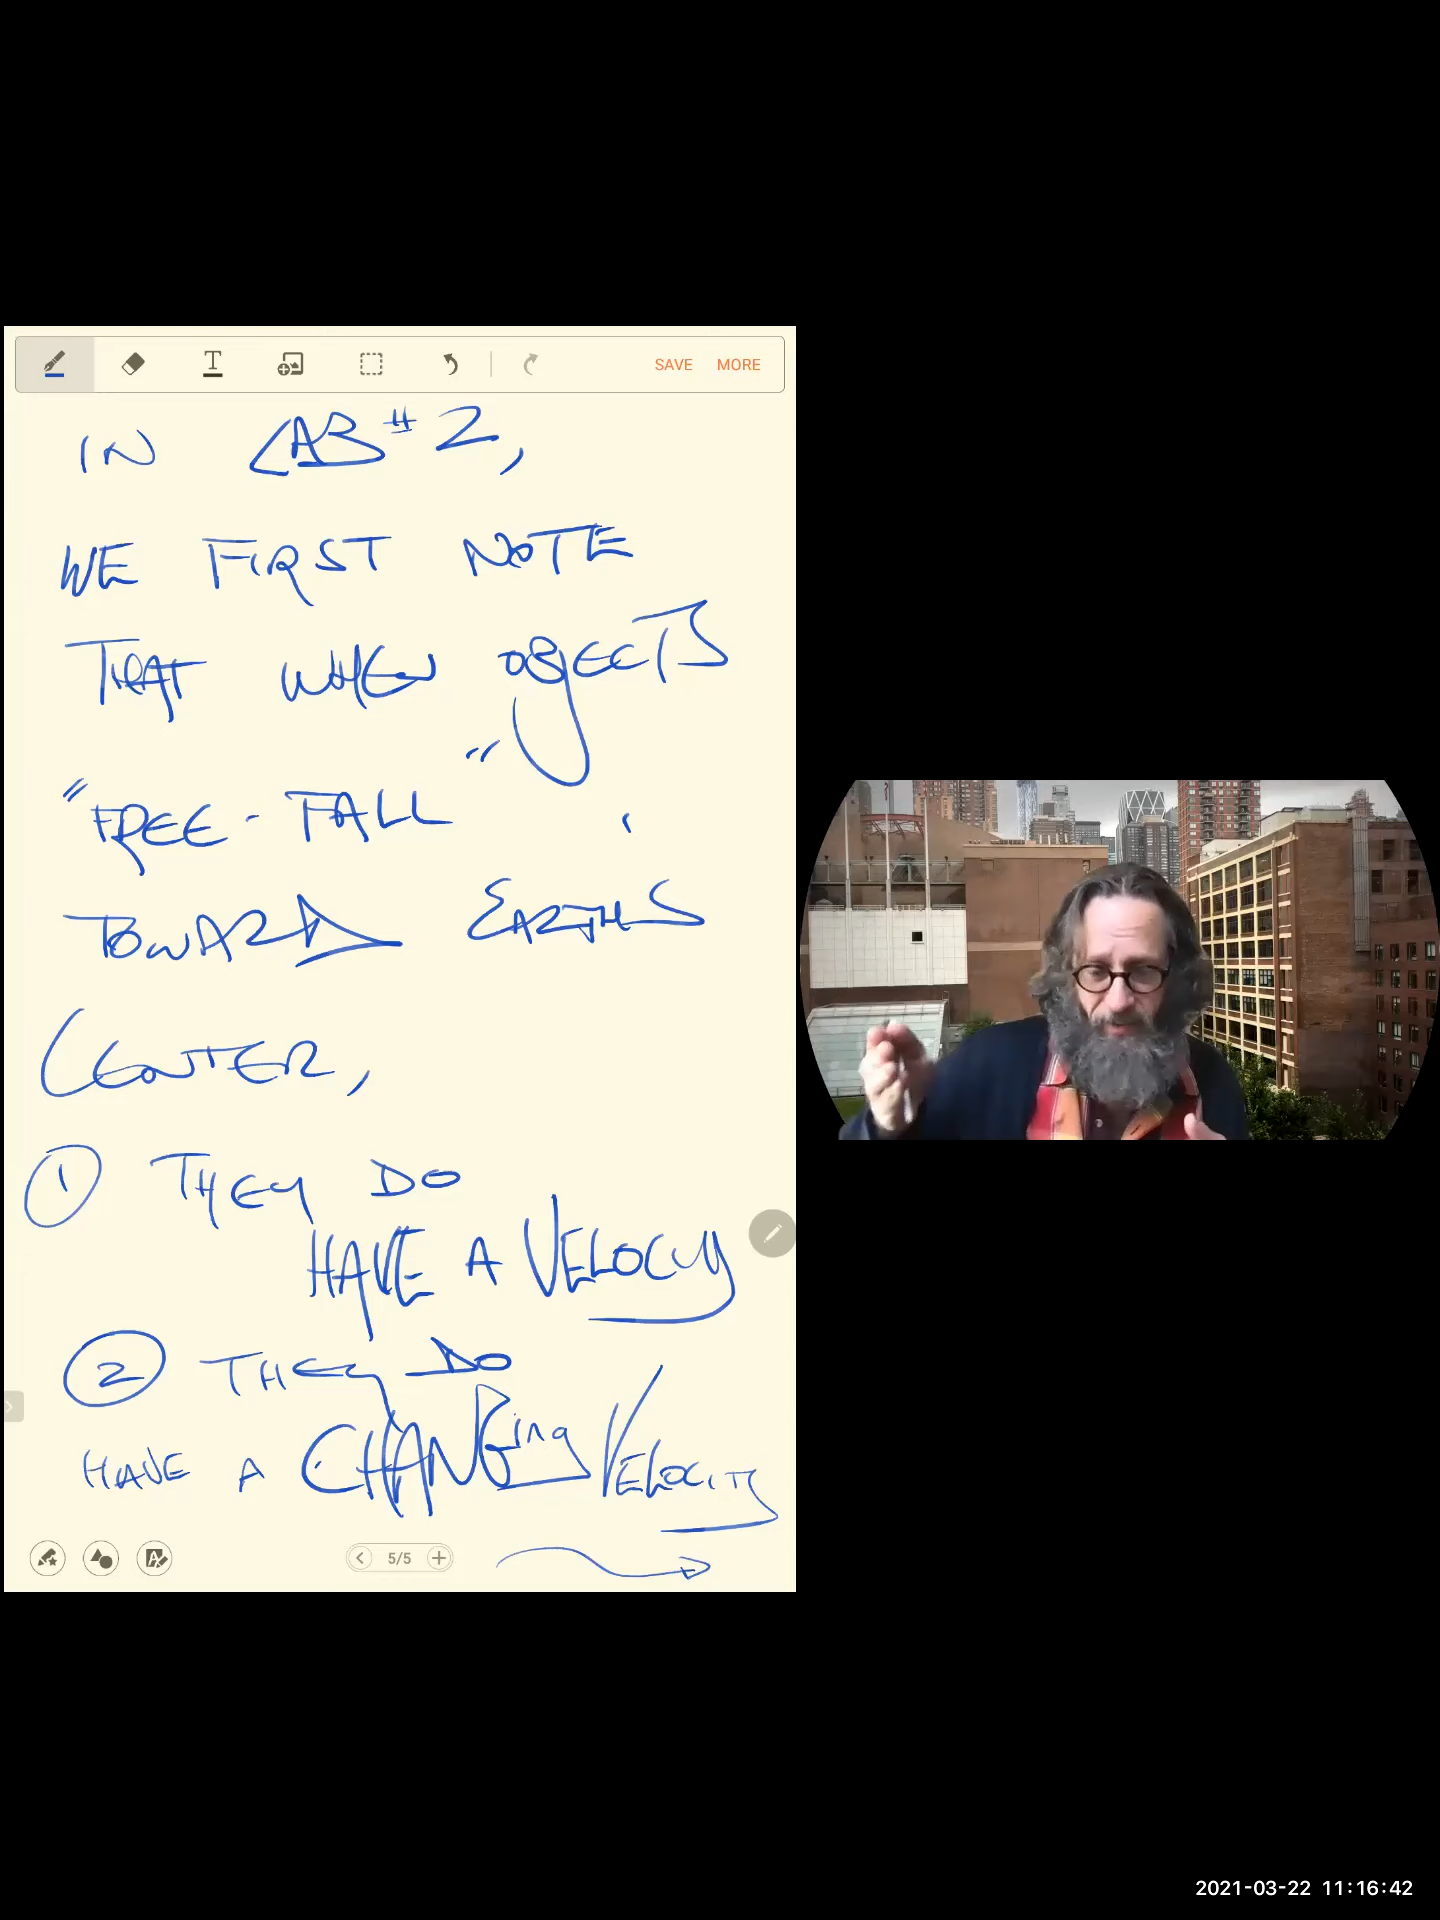 SAVE MORE
IN LAB #2,
WE FIRST NOTE
THAT WHEN OBJECTS
"FREE-FALL"
TOWARD EARTH'S
CENTER,
① THEY DO
HAVE A VELOCITY
② THEY DO
HAVE A CHANGing VELOCITY
5/5
2021-03-22 11:16:42